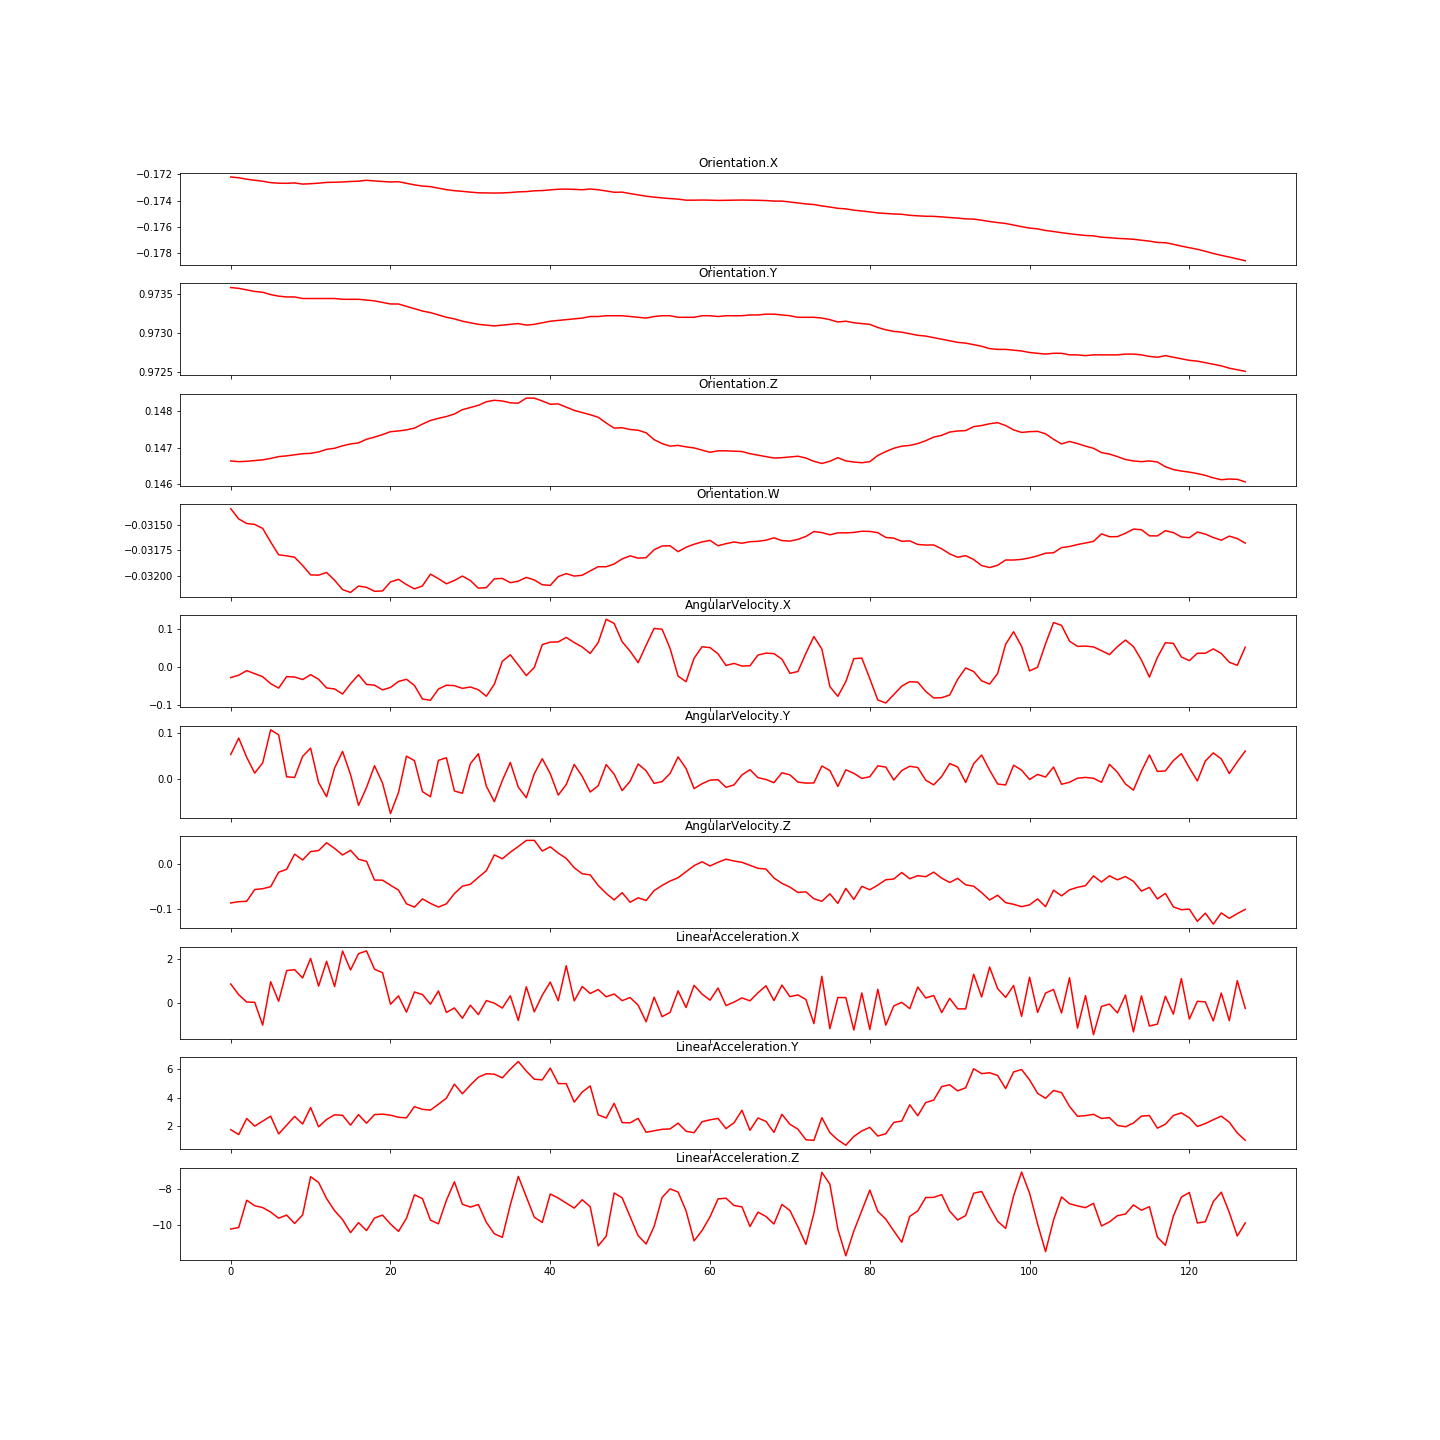 Orientation.X
−0.172
−0.174
−0.176
−0.178
Orientation.Y
0.9735
0.9730
0.9725
Orientation.Z
0.148
0.147
0.146
Orientation.W
−0.03150
−0.03175
−0.03200
AngularVelocity.X
0.1
0.0
−0.1
AngularVelocity.Y
0.1
0.0
AngularVelocity.Z
0.0
−0.1
LinearAcceleration.X
2
0
LinearAcceleration.Y
6
4
2
LinearAcceleration.Z
−8
−10
0 20 40 60 80 100 120